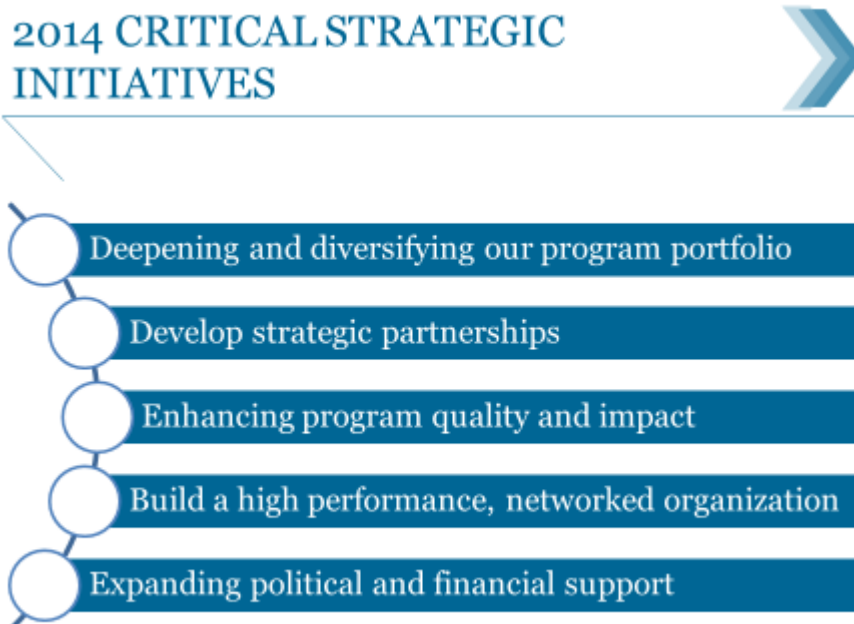 2014 CRITICAL STRATEGIC
INITIATIVES
Deepening and diversifying our program portfolio
Develop strategic partnerships
Enhancing program quality and impact
Build a high performance, networked organization
Expanding political and financial support